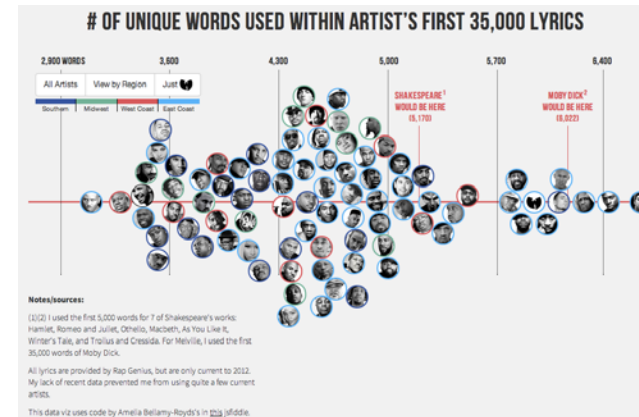 # OF UNIQUE WORDS USED WITHIN ARTIST'S FIRST 35,000 LYRICS
2,900 WORDS 3,600 4,300 5,000 5,700 6,400
All Artists View by Region Just
Southern Midwest West Coast East Coast
SHAKESPEARE¹
WOULD BE HERE
(5,170)
MOBY DICK²
WOULD BE HERE
(6,022)
Notes/sources:
(1)(2) I used the first 5,000 words for 7 of Shakespeare's works:
Hamlet, Romeo and Juliet, Othello, Macbeth, As You Like It,
Winter's Tale, and Troilus and Cressida. For Melville, I used the first
35,000 words of Moby Dick.
All lyrics are provided by Rap Genius, but are only current to 2012.
My lack of recent data prevented me from using quite a few current
artists.
This data viz uses code by Amelia Bellamy-Royds's in this jsfiddle.